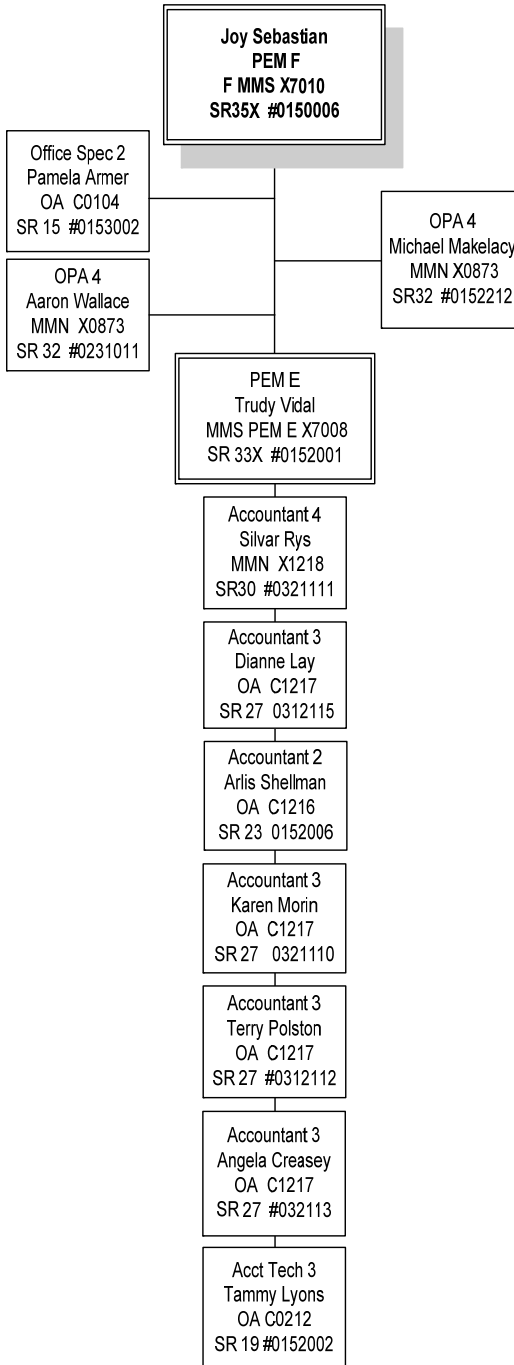 Joy Sebastian
PEM F
F MMS X7010
SR35X #0150006
Office Spec 2
Pamela Armer
OA C0104
SR 15 #0153002
OPA 4
Michael Makelacy
MMN X0873
SR32 #0152212
OPA 4
Aaron Wallace
MMN X0873
SR 32 #0231011
PEM E
Trudy Vidal
MMS PEM E X7008
SR 33X #0152001
Accountant 4
Silvar Rys
MMN X1218
SR30 #0321111
Accountant 3
Dianne Lay
OA C1217
SR 27 0312115
Accountant 2
Arlis Shellman
OA C1216
SR 23 0152006
Accountant 3
Karen Morin
OA C1217
SR 27 0321110
Accountant 3
Terry Polston
OA C1217
SR 27 #0312112
Accountant 3
Angela Creasey
OA C1217
SR 27 #032113
Acct Tech 3
Tammy Lyons
OA C0212
SR 19 #0152002